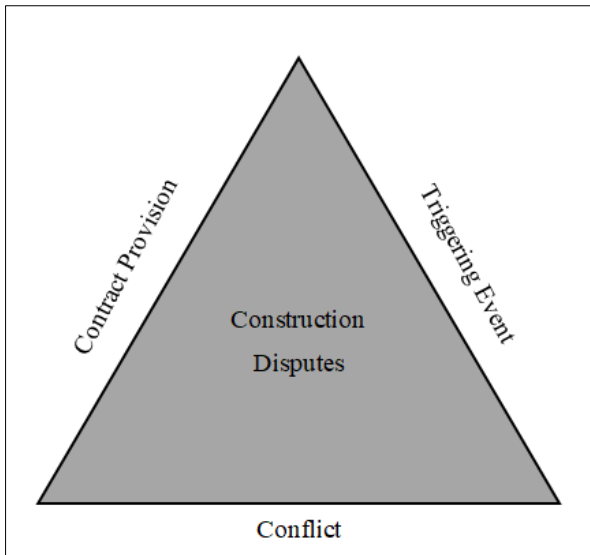 Contract Provision
Triggering Event
Construction
Disputes
Conflict